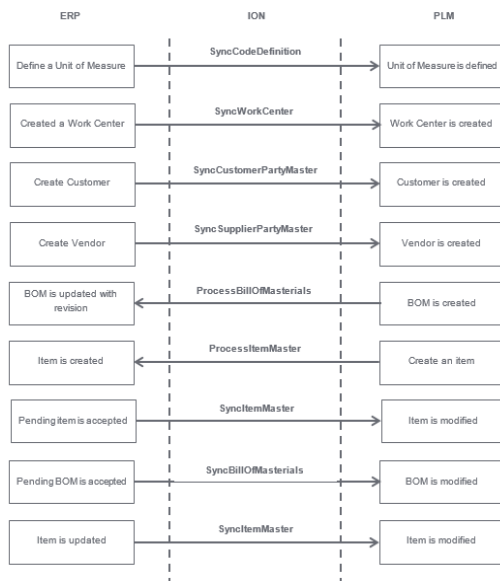 ERP ION PLM
SyncCodeDefinition
Define a Unit of Measure Unit of Measure is defined
SyncWorkCenter
Created a Work Center Work Center is created
SyncCustomerPartyMaster
Create Customer Customer is created
SyncSupplierPartyMaster
Create Vendor Vendor is created
ProcessBillOfMasterials
BOM is updated with
revision
BOM is created
ProcessItemMaster
Item is created Create an item
SyncItemMaster
Pending item is accepted Item is modified
SyncBillOfMasterials
Pending BOM is accepted BOM is modified
Item is updated Item is modified
SyncItemMaster